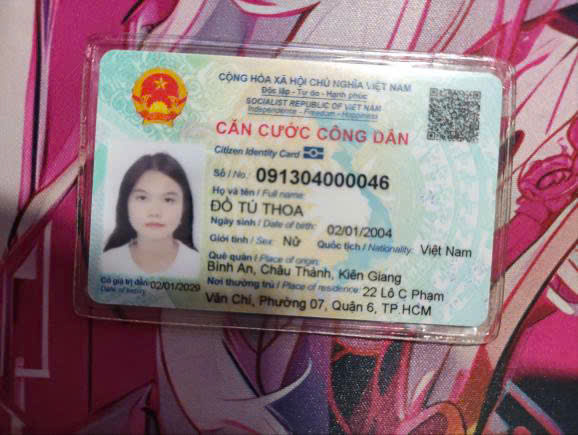 CỘNG HÒA XÃ HỘI CHỦ NGHĨA VIỆT NAM
Độc lập - Tự do - Hạnh phúc
SOCIALIST REPUBLIC OF VIET NAM
Independence - Freedom - Happiness
CĂN CƯỚC CÔNG DÂN
Citizen Identity Card
Số / No.: 091304000046
Họ và tên / Full name:
ĐỖ TÚ THOA
Ngày sinh / Date of birth: 02/01/2004
Giới tính / Sex: Nữ Quốc tịch / Nationality: Việt Nam
Quê quán / Place of origin:
Bình An, Châu Thành, Kiên Giang
Nơi thường trú / Place of residence: 22 Lô C Phạm
Văn Chí, Phường 07, Quận 6, TP.HCM
Có giá trị đến: 02/01/2029
Date of expiry